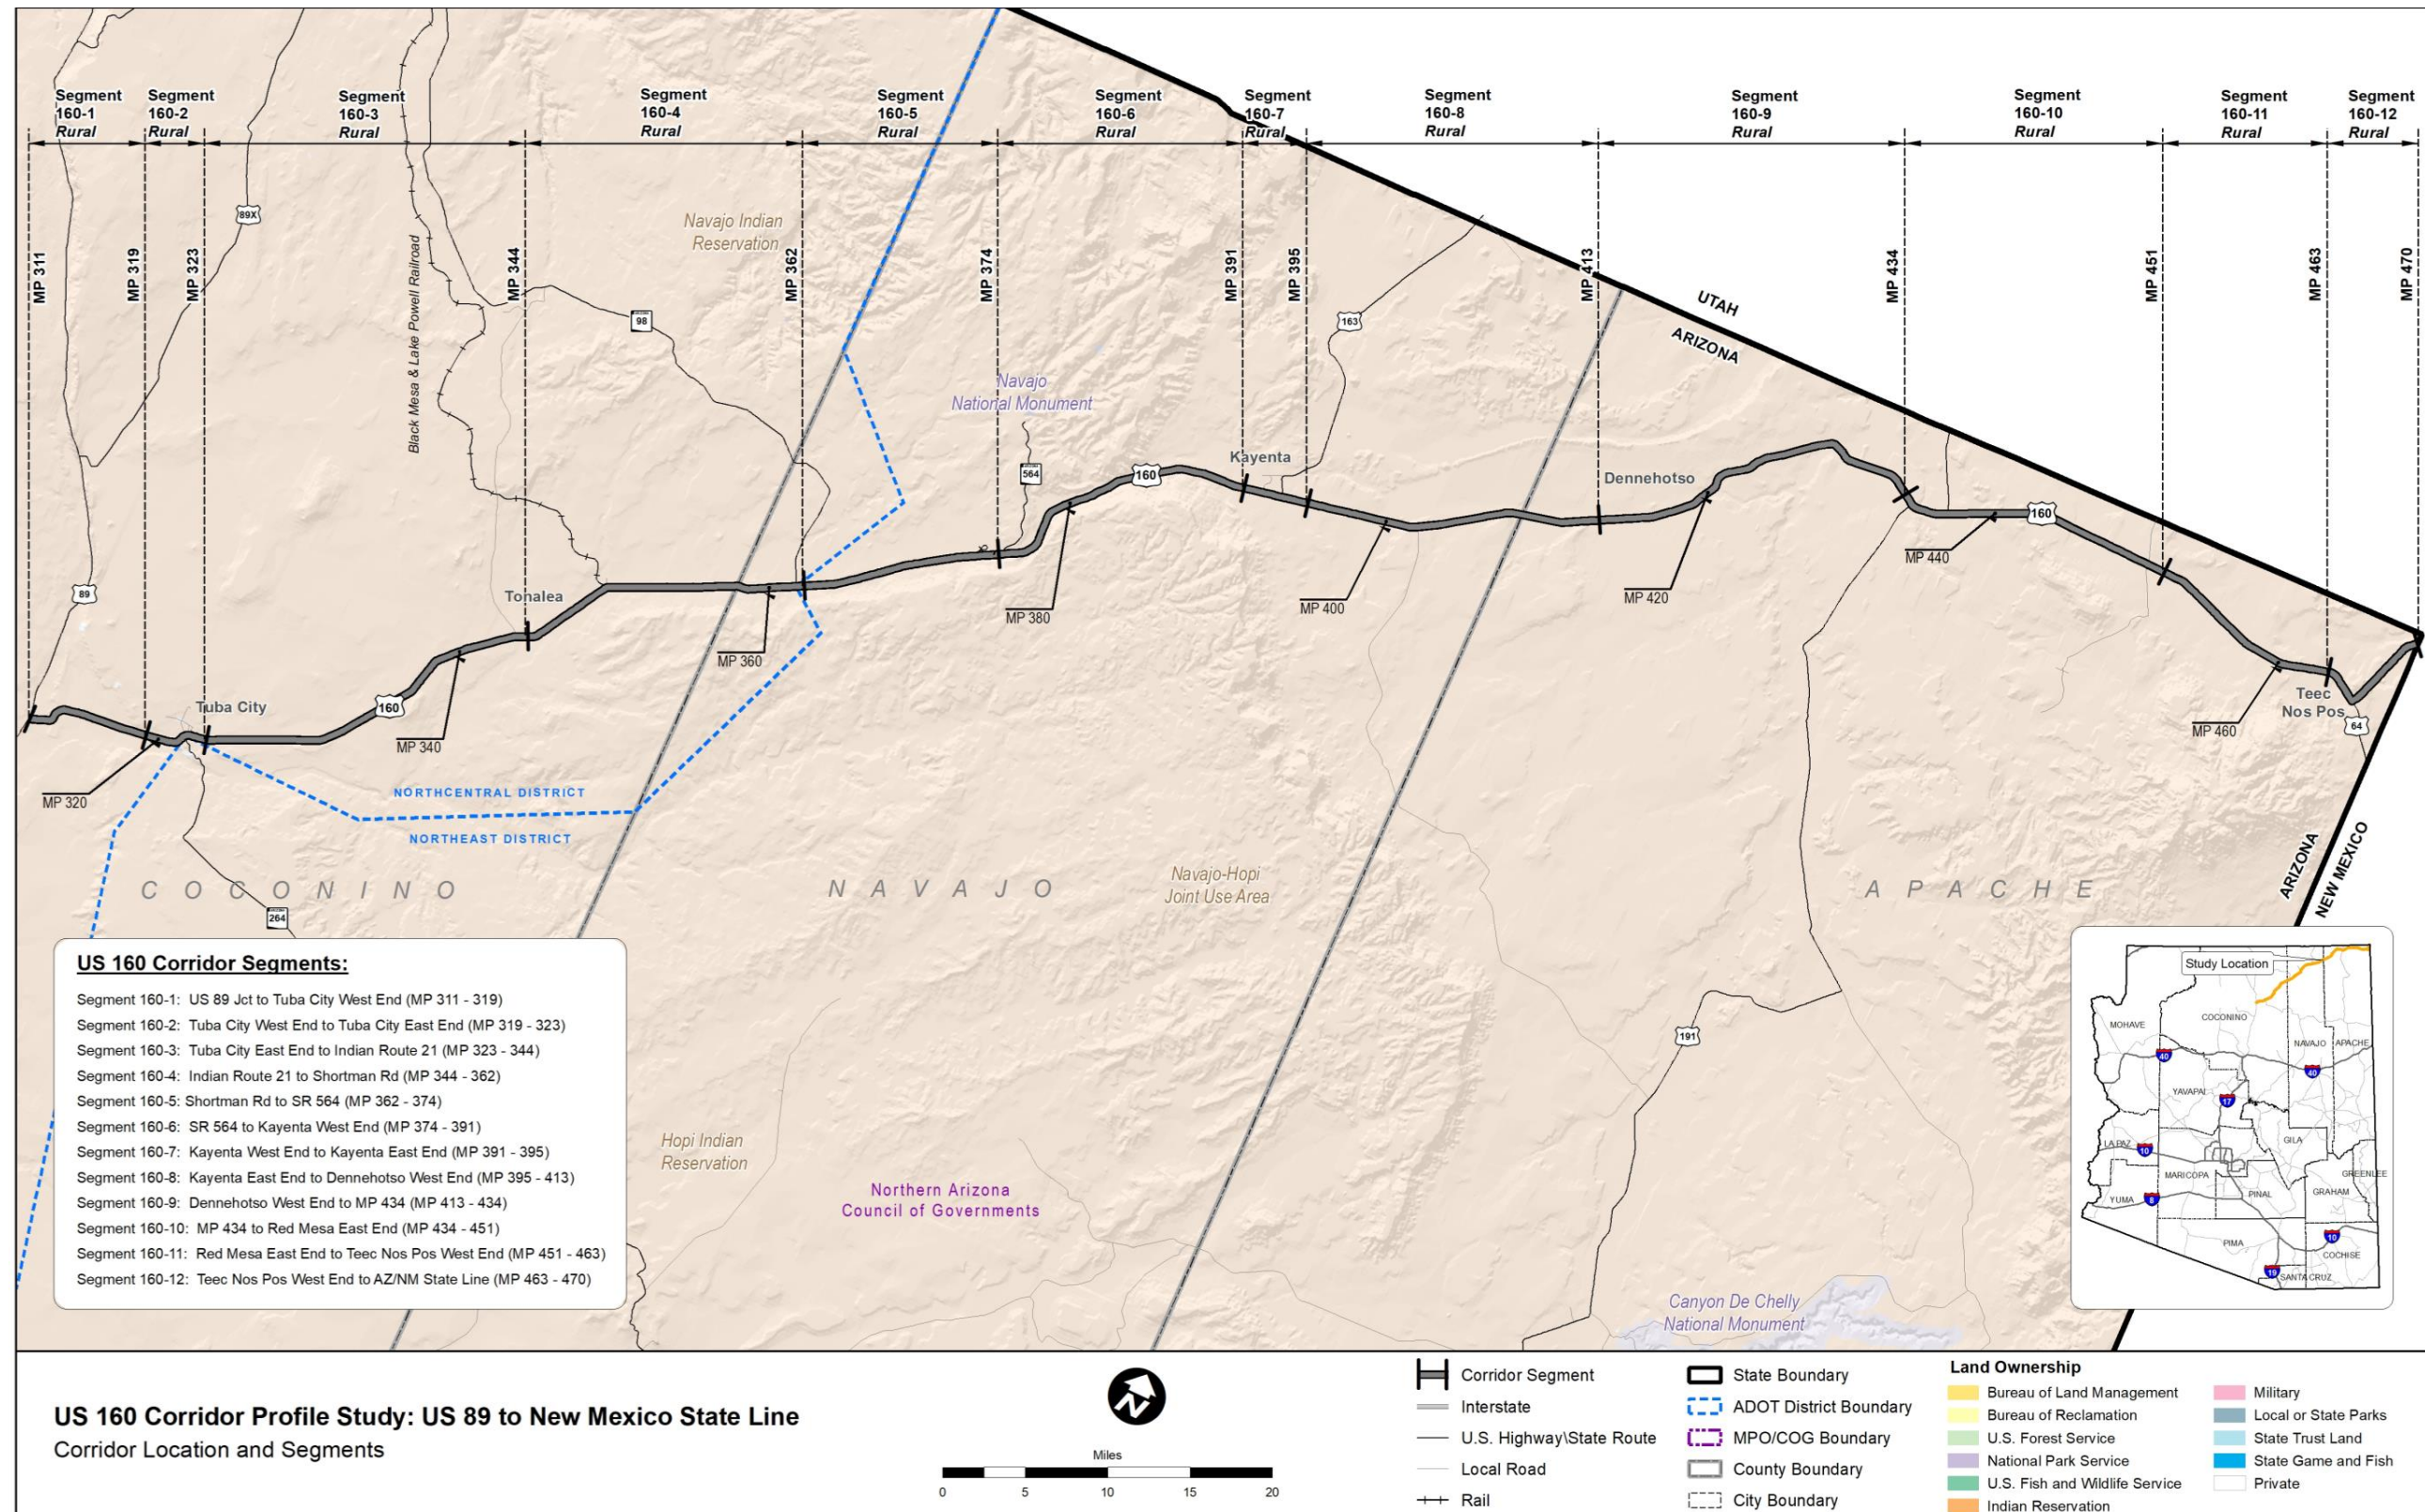 Segment
160-1
Rural
Segment
160-2
Rural
Segment
160-3
Rural
Segment
160-4
Rural
Segment
160-5
Rural
Segment
160-6
Rural
Segment
160-7
Rural
Segment
160-8
Rural
Segment
160-9
Rural
Segment
160-10
Rural
Segment
160-11
Rural
Segment
160-12
Rural
MP 311
MP 319
MP 323
MP 344
MP 362
MP 374
MP 391
MP 395
MP 413
MP 434
MP 451
MP 463
MP 470
89X
Black Mesa & Lake Powell Railroad
Navajo Indian
Reservation
98
163
UTAH
ARIZONA
Navajo
National Monument
564
160
Kayenta
Dennehotso
160
MP 440
89
Tonalea
MP 380
MP 400
MP 420
MP 360
Tuba City
160
MP 340
MP 320
Teec
Nos Pos
64
MP 460
NORTHCENTRAL DISTRICT
NORTHEAST DISTRICT
COCONINO
NAVAJO
APACHE
Navajo-Hopi
Joint Use Area
ARIZONA
NEW MEXICO
264
191
Hopi Indian
Reservation
Northern Arizona
Council of Governments
Canyon De Chelly
National Monument
US 160 Corridor Segments:
Segment 160-1: US 89 Jct to Tuba City West End (MP 311 - 319)
Segment 160-2: Tuba City West End to Tuba City East End (MP 319 - 323)
Segment 160-3: Tuba City East End to Indian Route 21 (MP 323 - 344)
Segment 160-4: Indian Route 21 to Shortman Rd (MP 344 - 362)
Segment 160-5: Shortman Rd to SR 564 (MP 362 - 374)
Segment 160-6: SR 564 to Kayenta West End (MP 374 - 391)
Segment 160-7: Kayenta West End to Kayenta East End (MP 391 - 395)
Segment 160-8: Kayenta East End to Dennehotso West End (MP 395 - 413)
Segment 160-9: Dennehotso West End to MP 434 (MP 413 - 434)
Segment 160-10: MP 434 to Red Mesa East End (MP 434 - 451)
Segment 160-11: Red Mesa East End to Teec Nos Pos West End (MP 451 - 463)
Segment 160-12: Teec Nos Pos West End to AZ/NM State Line (MP 463 - 470)
Study Location
MOHAVE
COCONINO
NAVAJO
APACHE
40
40
YAVAPAI
17
LA PAZ
10
GILA
MARICOPA
GREENLEE
YUMA
8
PINAL
GRAHAM
PIMA
10
COCHISE
19
SANTA CRUZ
US 160 Corridor Profile Study: US 89 to New Mexico State Line
Corridor Location and Segments
N
Miles
0 5 10 15 20
Corridor Segment
Interstate
U.S. Highway\State Route
Local Road
Rail
State Boundary
ADOT District Boundary
MPO/COG Boundary
County Boundary
City Boundary
Land Ownership
Bureau of Land Management
Bureau of Reclamation
U.S. Forest Service
National Park Service
U.S. Fish and Wildlife Service
Indian Reservation
Military
Local or State Parks
State Trust Land
State Game and Fish
Private